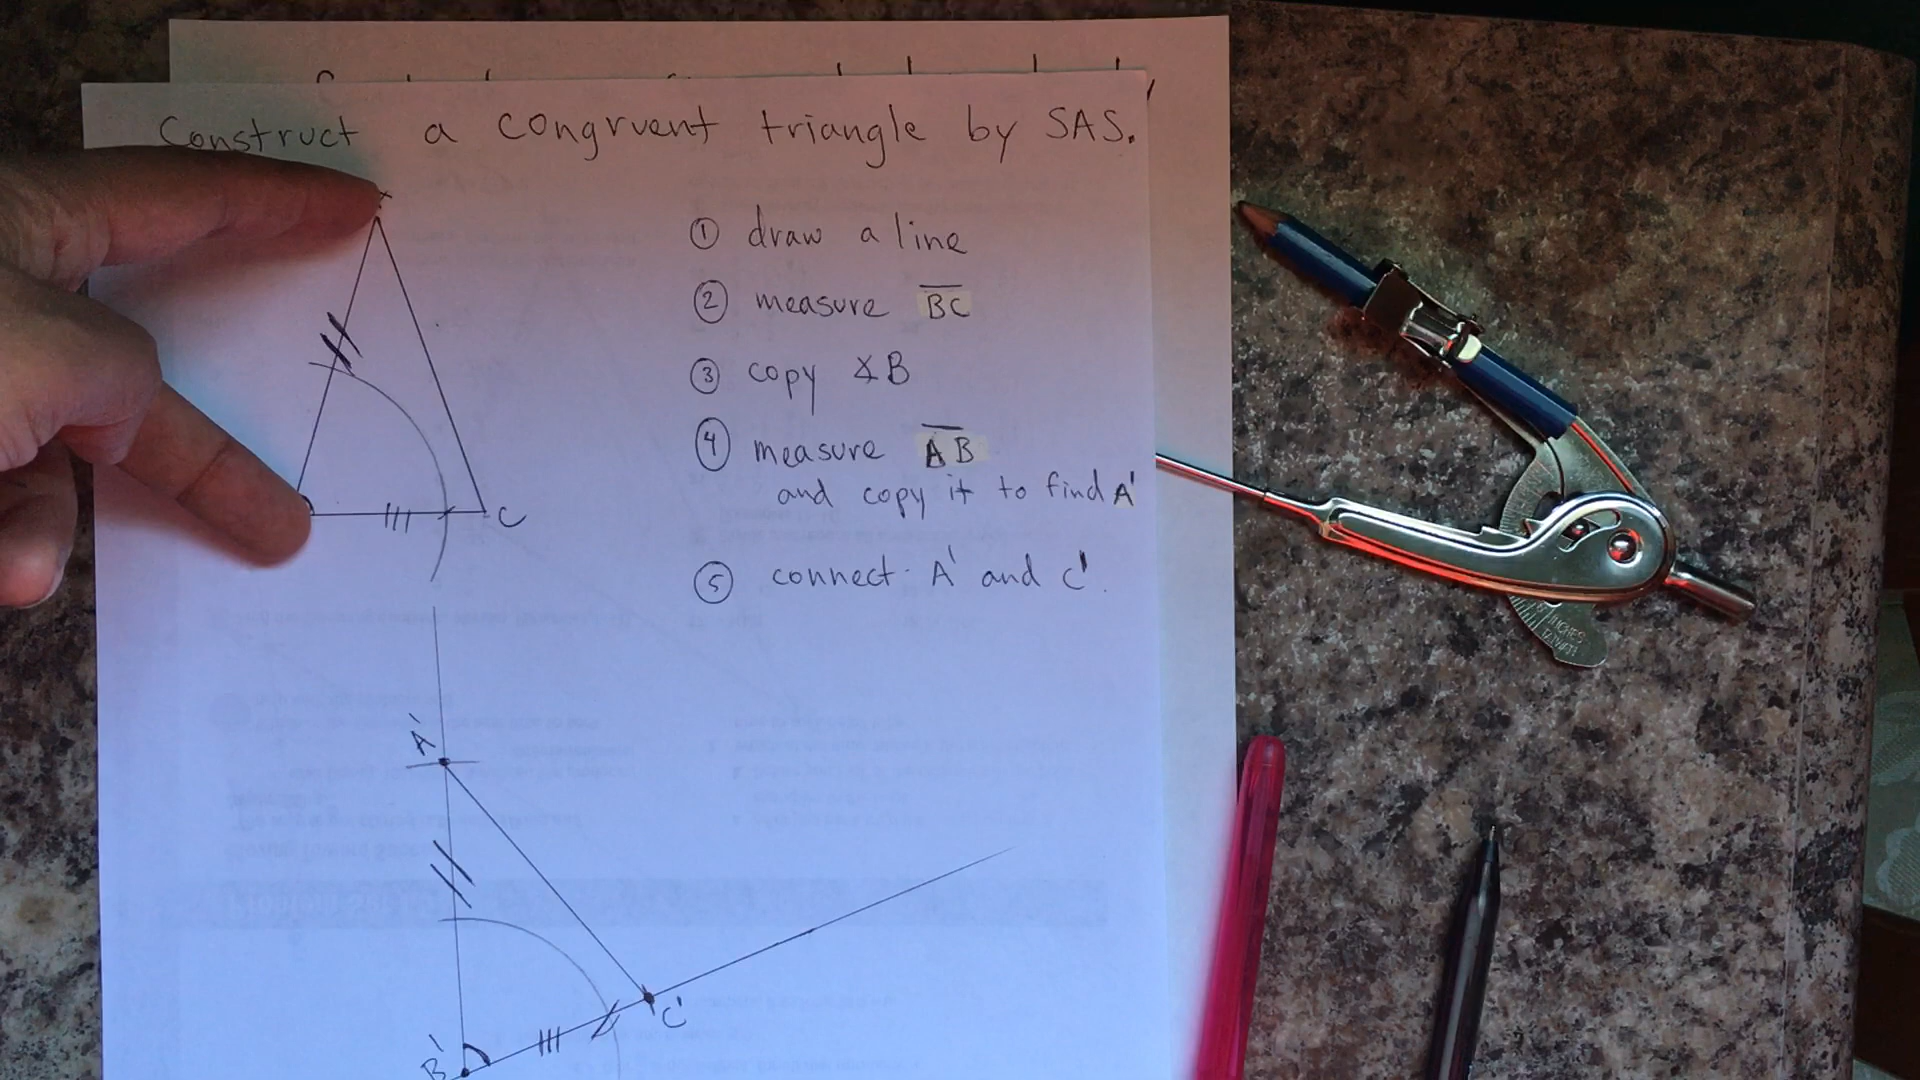 Construct a congruent triangle by SAS.
① draw a line
② measure BC
③ copy ∡B
④ measure AB
and copy it to find A'
⑤ connect A' and C'.
C
A'
C'
B'
INCHES